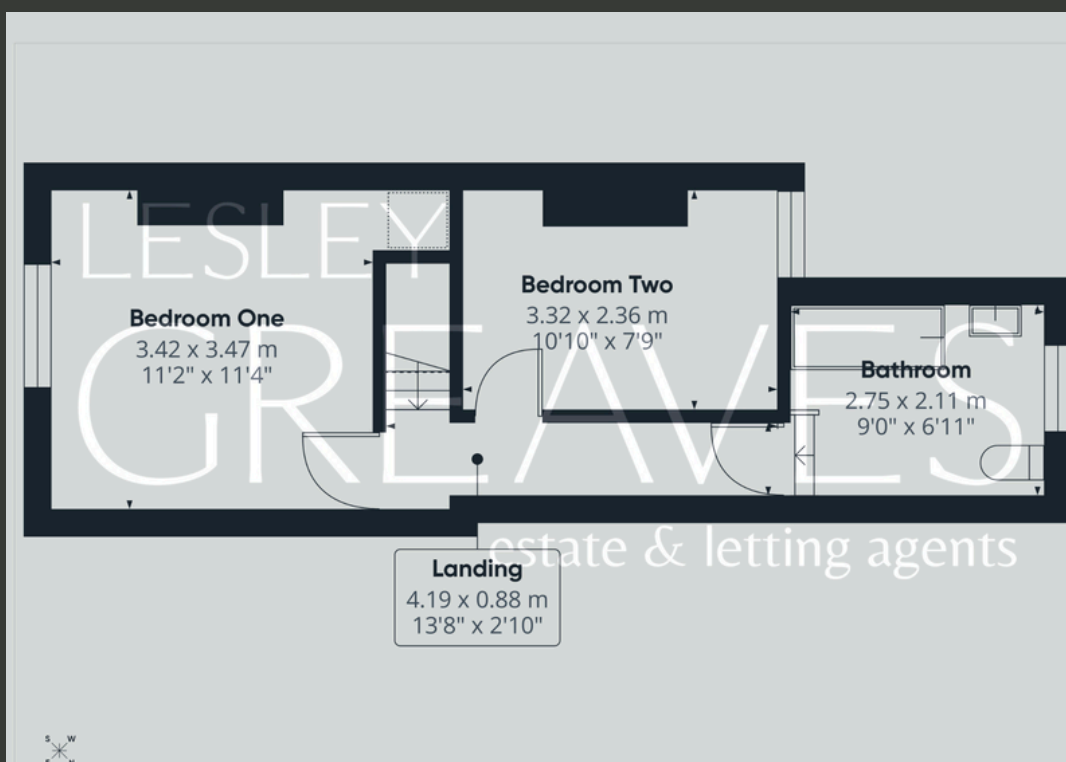 LESLEY
GREAVES
estate & letting agents
Bedroom One
3.42 x 3.47 m
11'2" x 11'4"
Bedroom Two
3.32 x 2.36 m
10'10" x 7'9"
Bathroom
2.75 x 2.11 m
9'0" x 6'11"
Landing
4.19 x 0.88 m
13'8" x 2'10"
S W